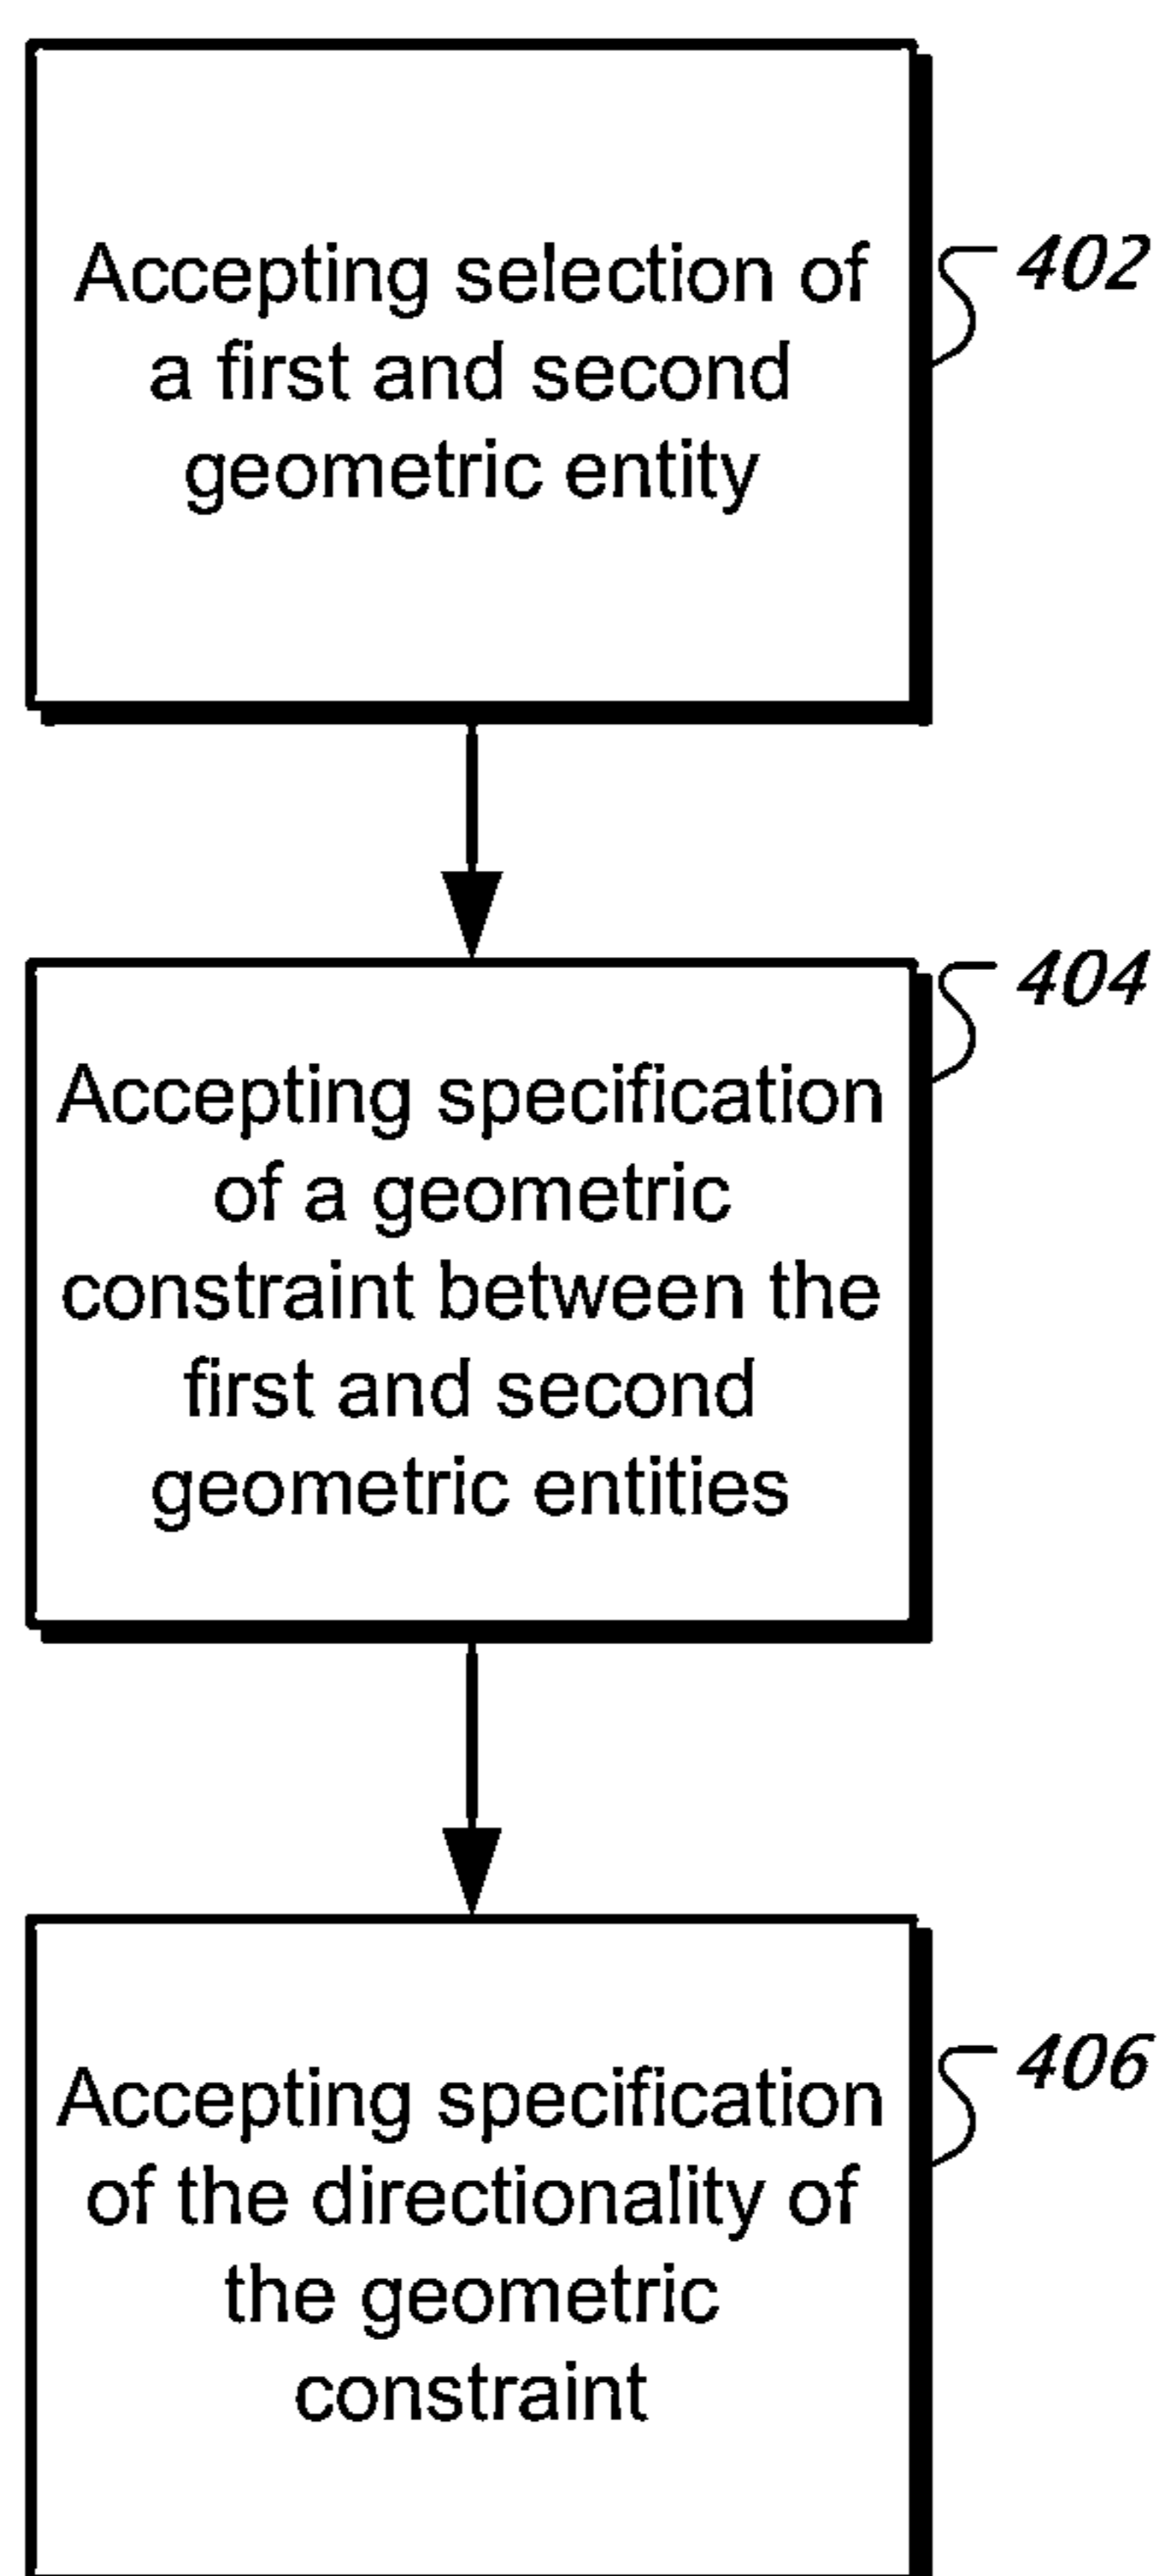 Accepting selection of
a first and second
geometric entity
402
Accepting specification
of a geometric
constraint between the
first and second
geometric entities
404
Accepting specification
of the directionality of
the geometric
constraint
406